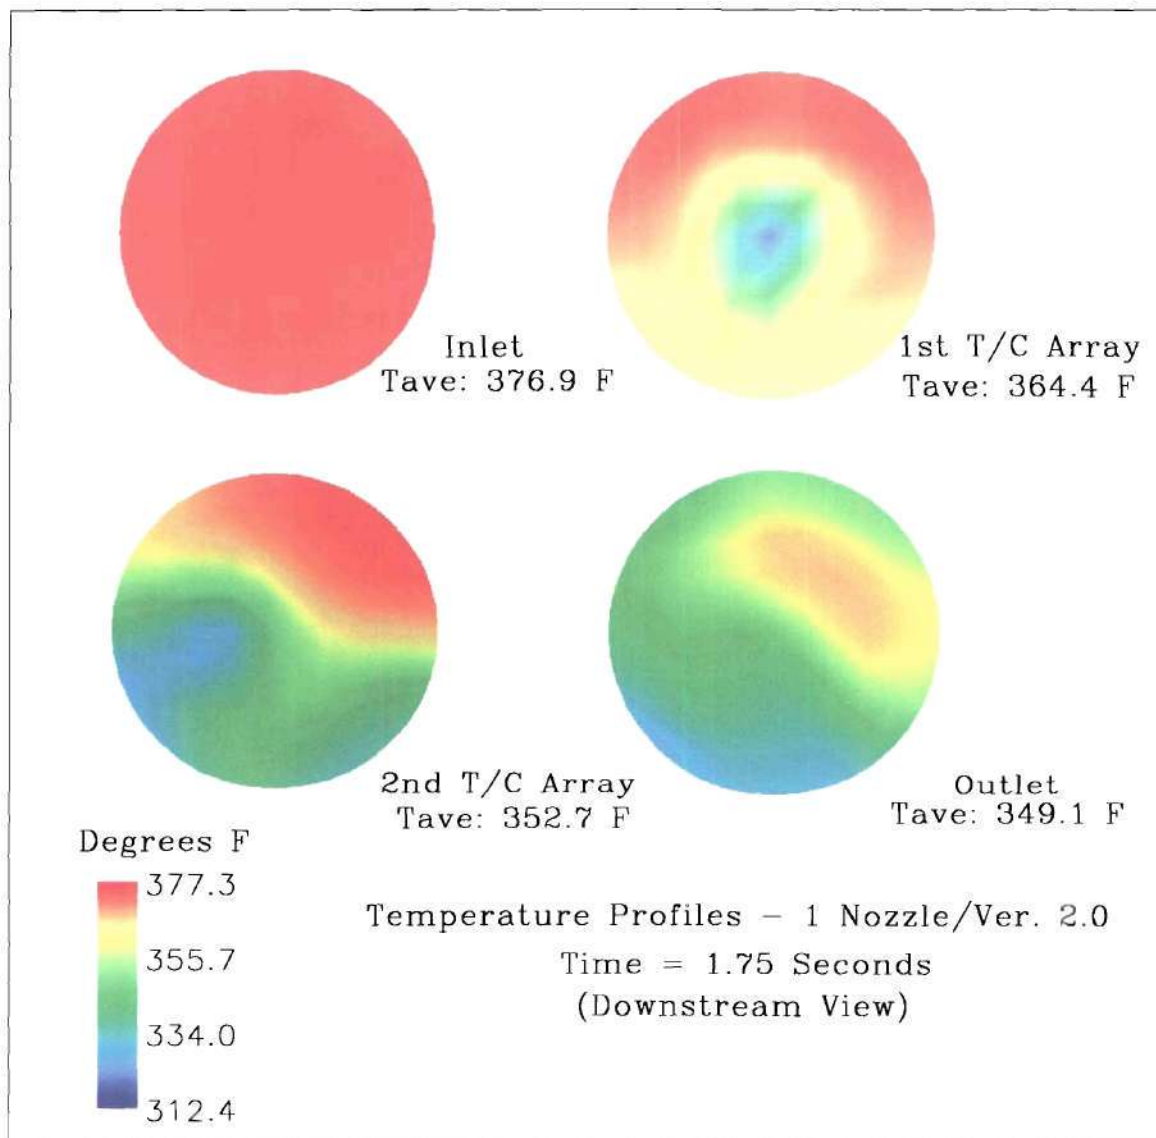 Inlet
Tave: 376.9 F
1st T/C Array
Tave: 364.4 F
2nd T/C Array
Tave: 352.7 F
Outlet
Tave: 349.1 F
Degrees F
377.3
355.7
334.0
312.4
Temperature Profiles - 1 Nozzle/Ver. 2.0
Time = 1.75 Seconds
(Downstream View)